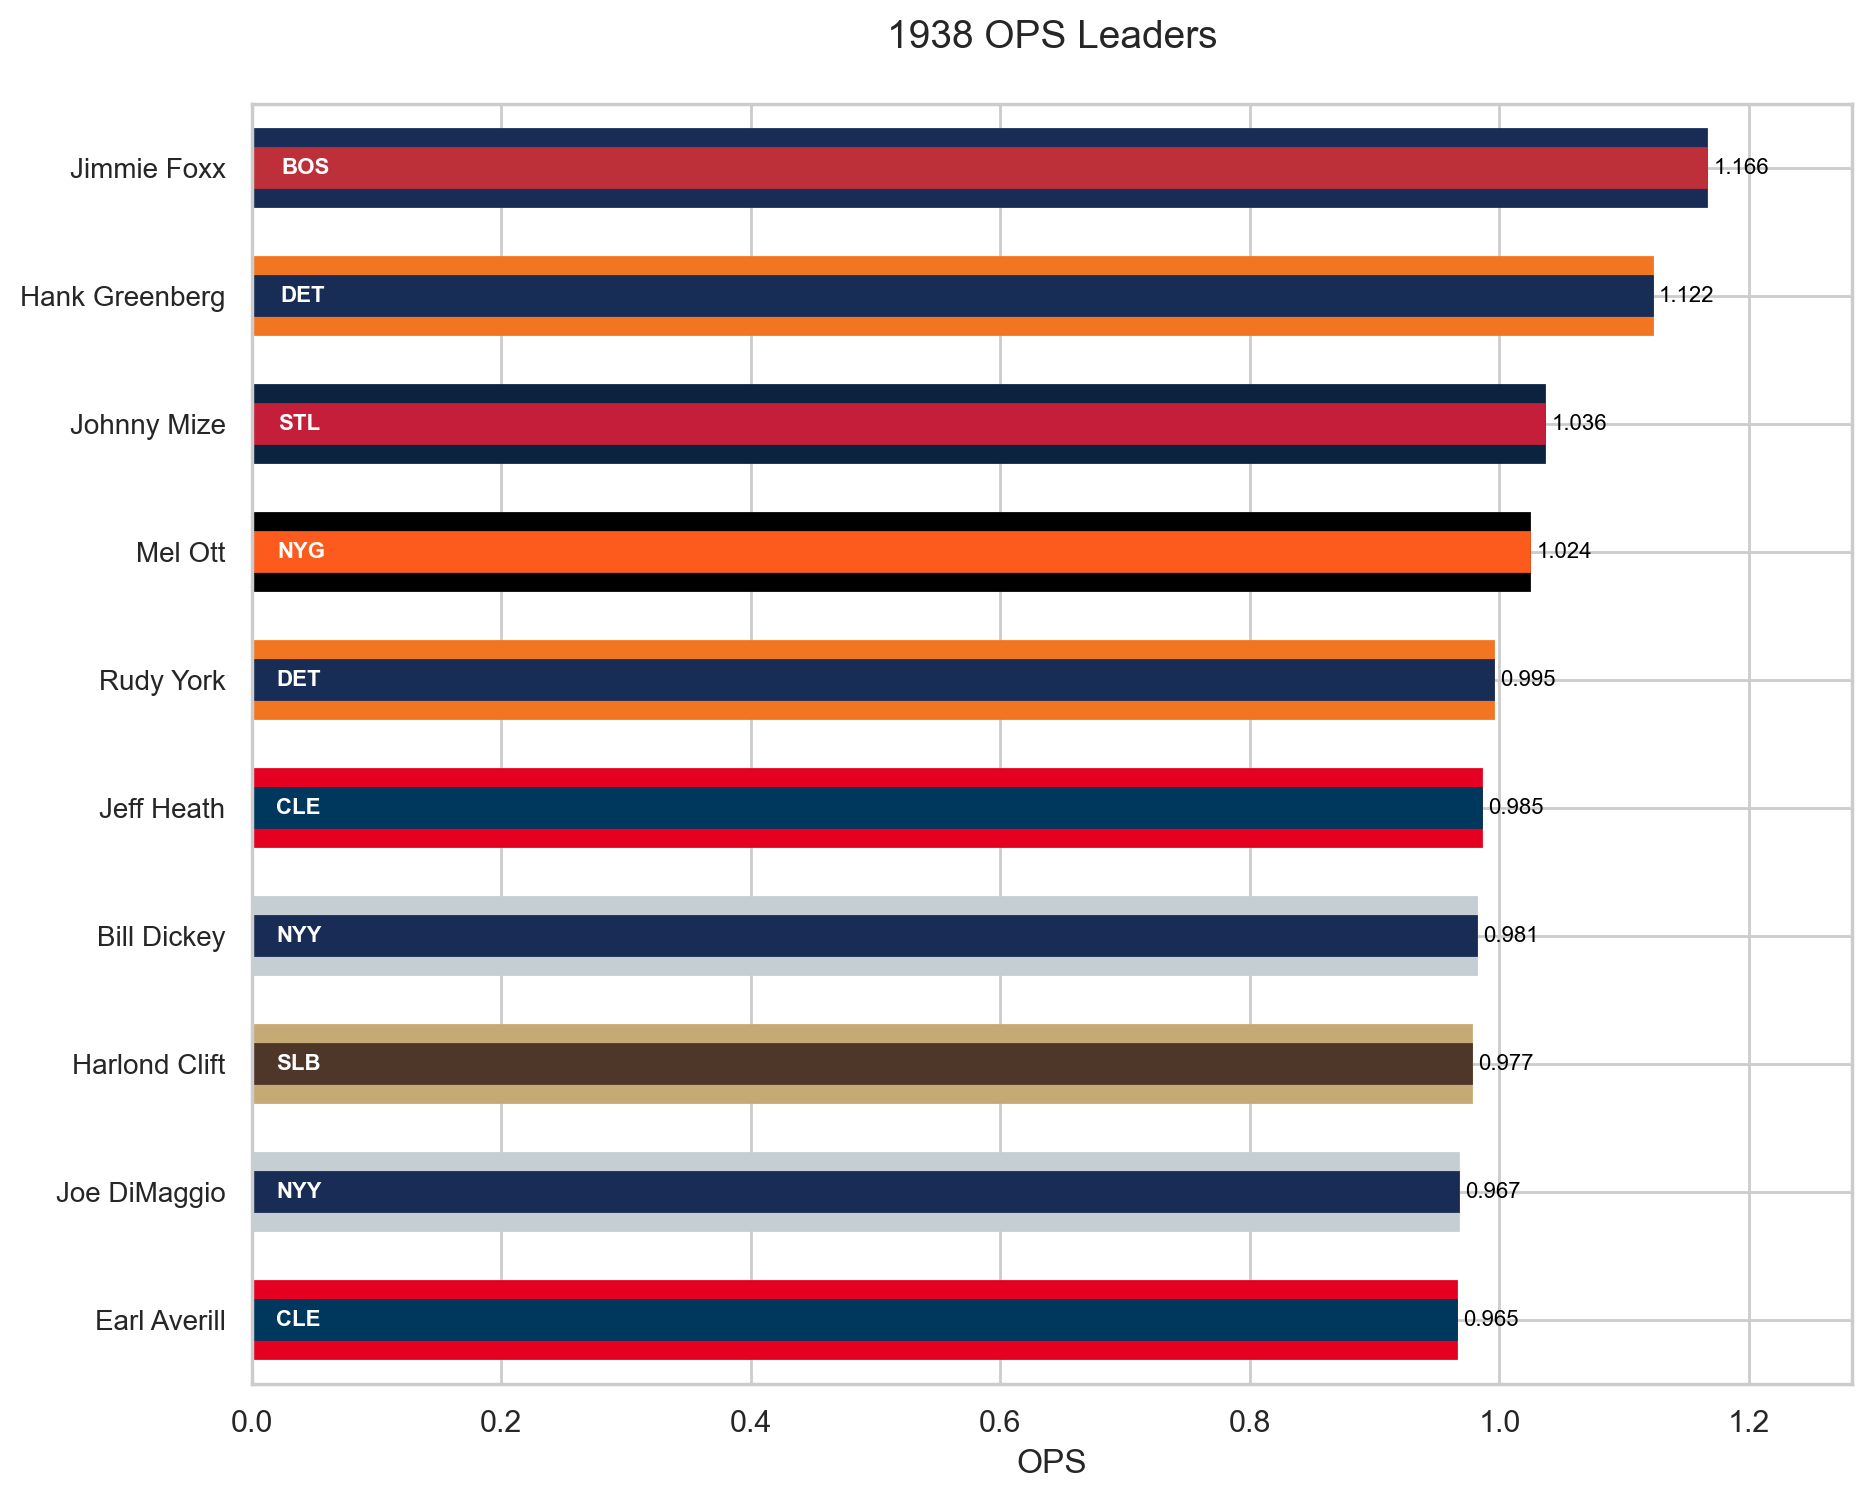 1938 OPS Leaders
Jimmie Foxx BOS 1.166
Hank Greenberg DET 1.122
Johnny Mize STL 1.036
Mel Ott NYG 1.024
Rudy York DET 0.995
Jeff Heath CLE 0.985
Bill Dickey NYY 0.981
Harlond Clift SLB 0.977
Joe DiMaggio NYY 0.967
Earl Averill CLE 0.965
0.0 0.2 0.4 0.6 0.8 1.0 1.2
OPS